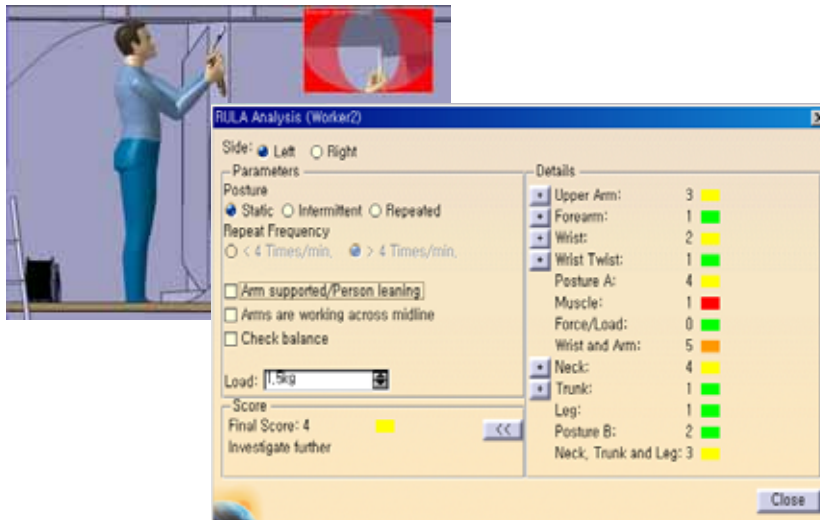 RULA Analysis (Worker2)
Side: Left Right
Parameters
Posture
Static Intermittent Repeated
Repeat Frequency
< 4 Times/min. > 4 Times/min.
Arm supported/Person leaning
Arms are working across midline
Check balance
Load: 1.5kg
Score
Final Score: 4
<<
Investigate further
Details
+ Upper Arm: 3
+ Forearm: 1
+ Wrist: 2
+ Wrist Twist: 1
Posture A: 4
Muscle: 1
Force/Load: 0
Wrist and Arm: 5
+ Neck: 4
+ Trunk: 1
Leg: 1
Posture B: 2
Neck, Trunk and Leg: 3
Close